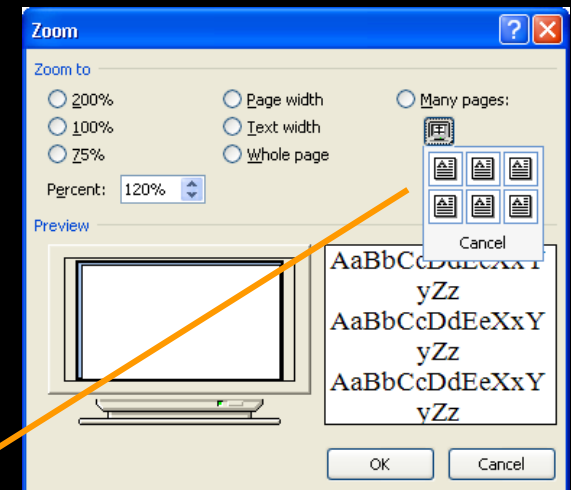 Zoom
Zoom to
200%
Page width
Many pages:
100%
Text width
75%
Whole page
Percent: 120%
Cancel
Preview
AaBbCcDdEeXxY
yZz
AaBbCcDdEeXxY
yZz
AaBbCcDdEeXxY
yZz
OK
Cancel